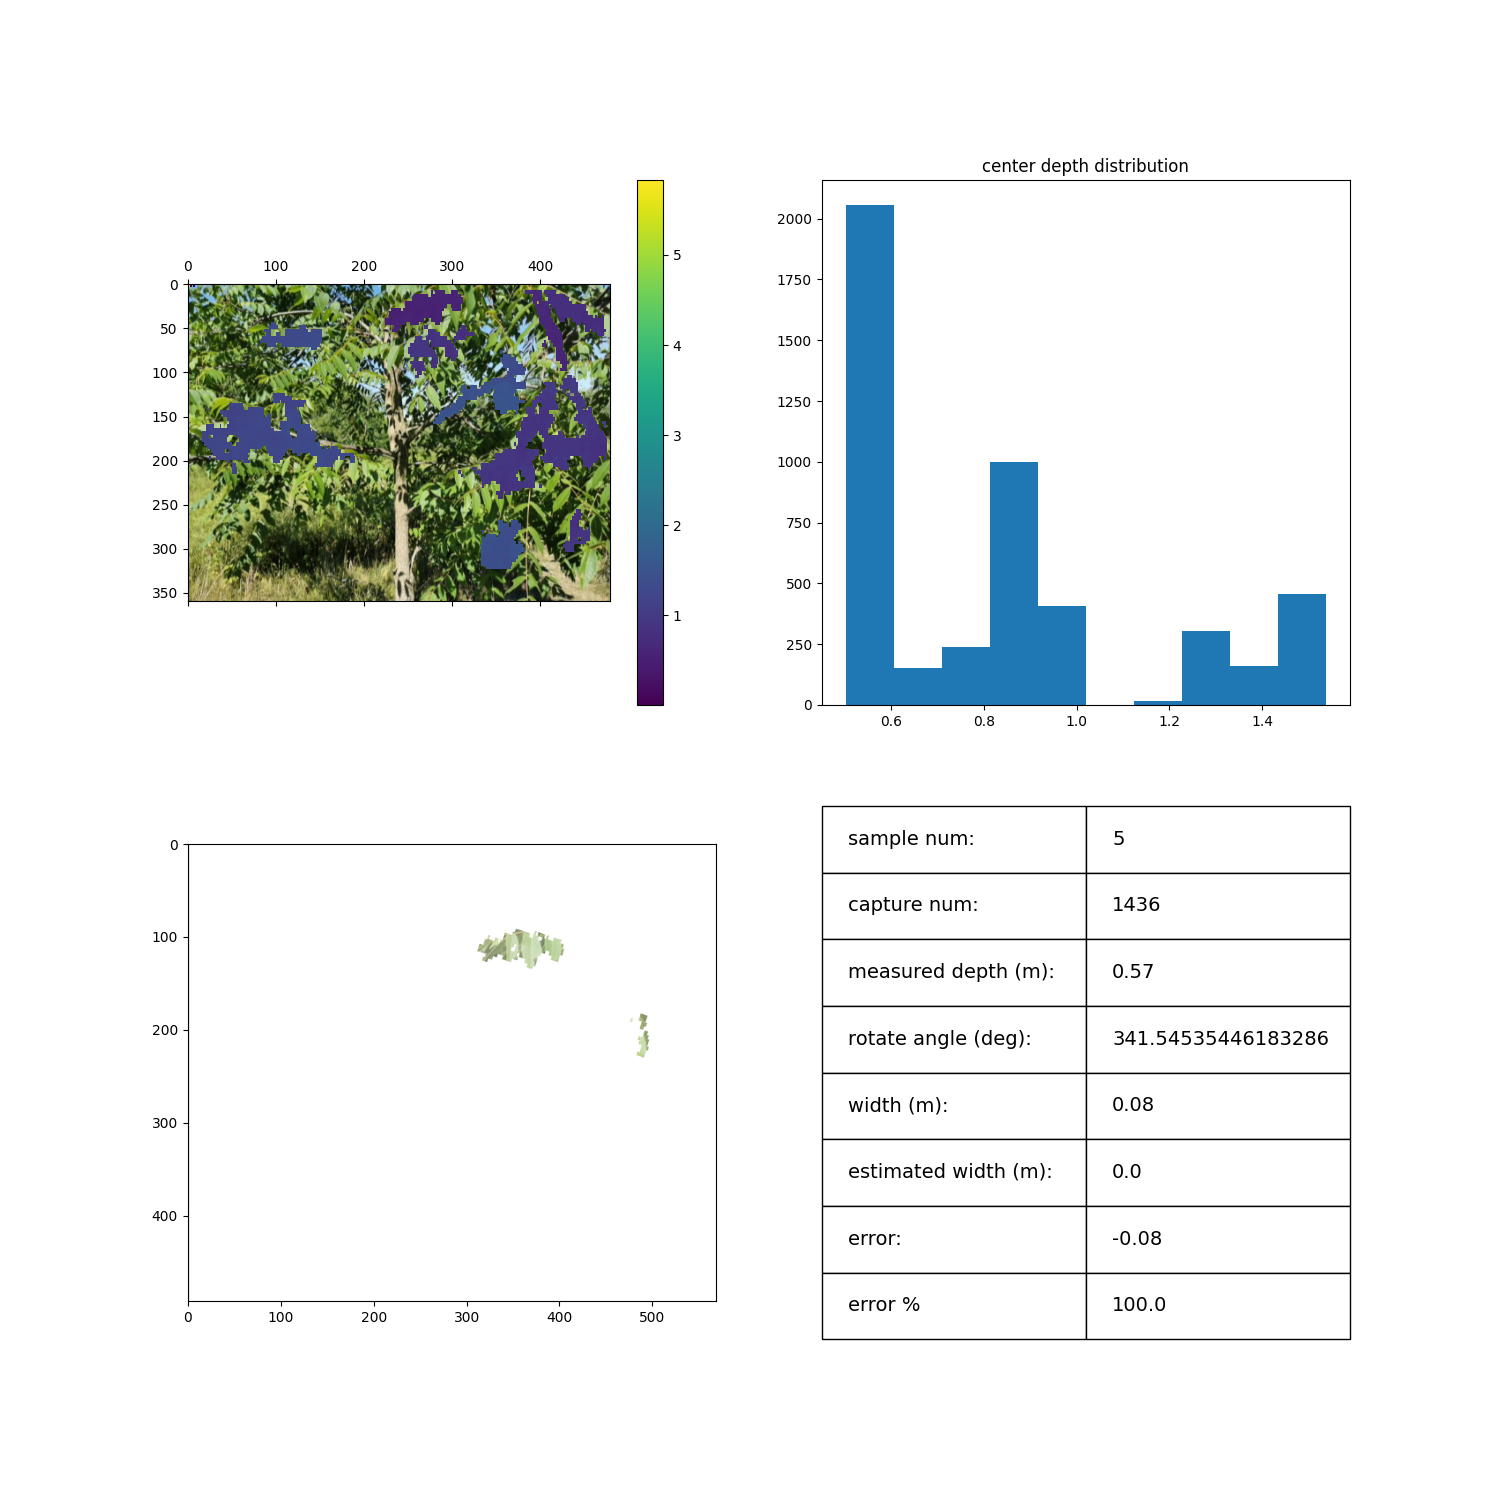 0 100 200 300 400
0
50
100
150
200
250
300
350
5
4
3
2
1
center depth distribution
2000
1750
1500
1250
1000
750
500
250
0
0.6 0.8 1.0 1.2 1.4
0
100
200
300
400
0 100 200 300 400 500
sample num: 5
capture num: 1436
measured depth (m): 0.57
rotate angle (deg): 341.54535446183286
width (m): 0.08
estimated width (m): 0.0
error: -0.08
error % 100.0